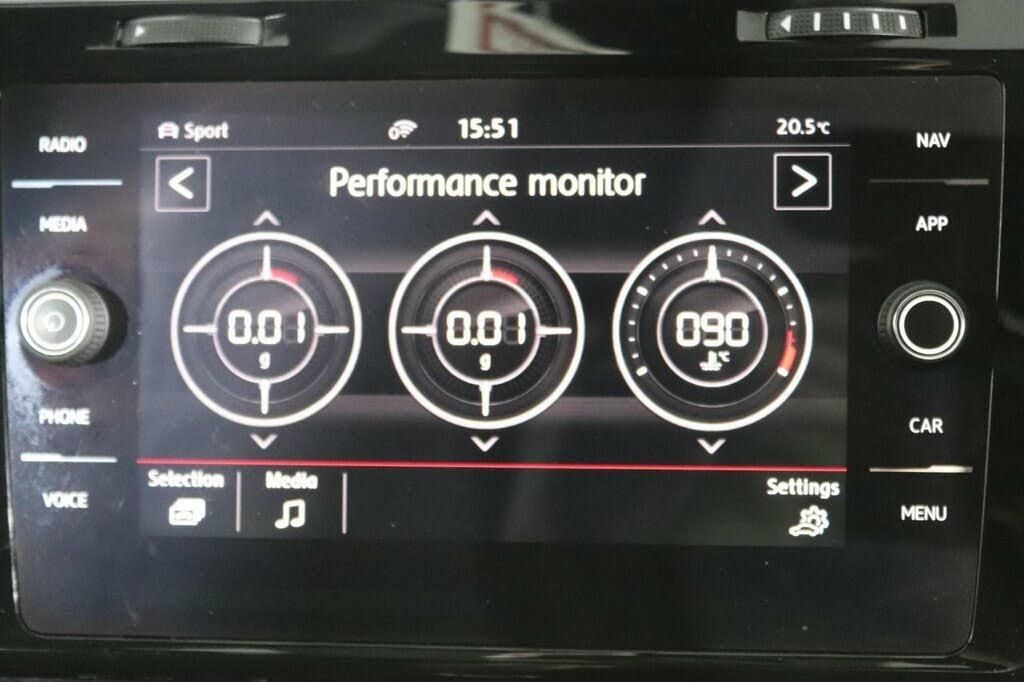 RADIO
MEDIA
PHONE
VOICE
Sport
15:51
20.5°C
<
Performance monitor
>
0.01
g
0.01
g
090
°C
Selection
Media
Settings
NAV
APP
CAR
MENU